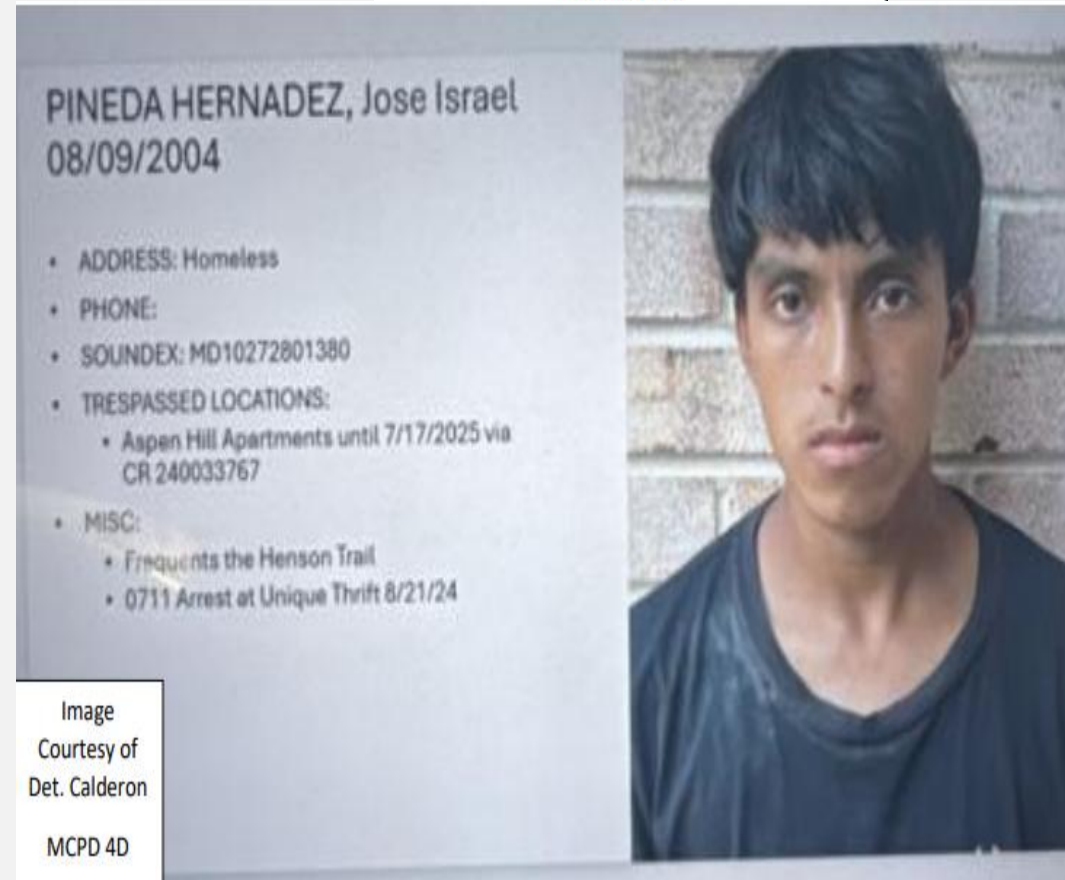 PINEDA HERNADEZ, Jose Israel
08/09/2004
• ADDRESS: Homeless
• PHONE:
• SOUNDEX: MD10272801380
• TRESPASSED LOCATIONS:
• Aspen Hill Apartments until 7/17/2025 via
CR 240033767
• MISC:
• Frequents the Henson Trail
• 0711 Arrest at Unique Thrift 8/21/24
Image
Courtesy of
Det. Calderon
MCPD 4D